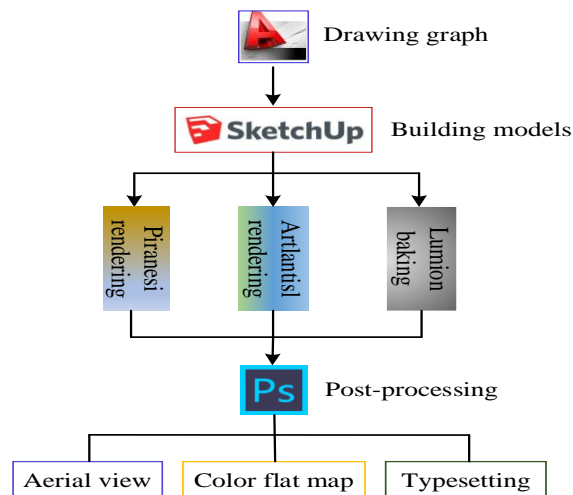 Drawing graph
SketchUp
Building models
Piranesi
rendering
Artlantisl
rendering
Lumion
baking
Ps
Post-processing
Aerial view
Color flat map
Typesetting